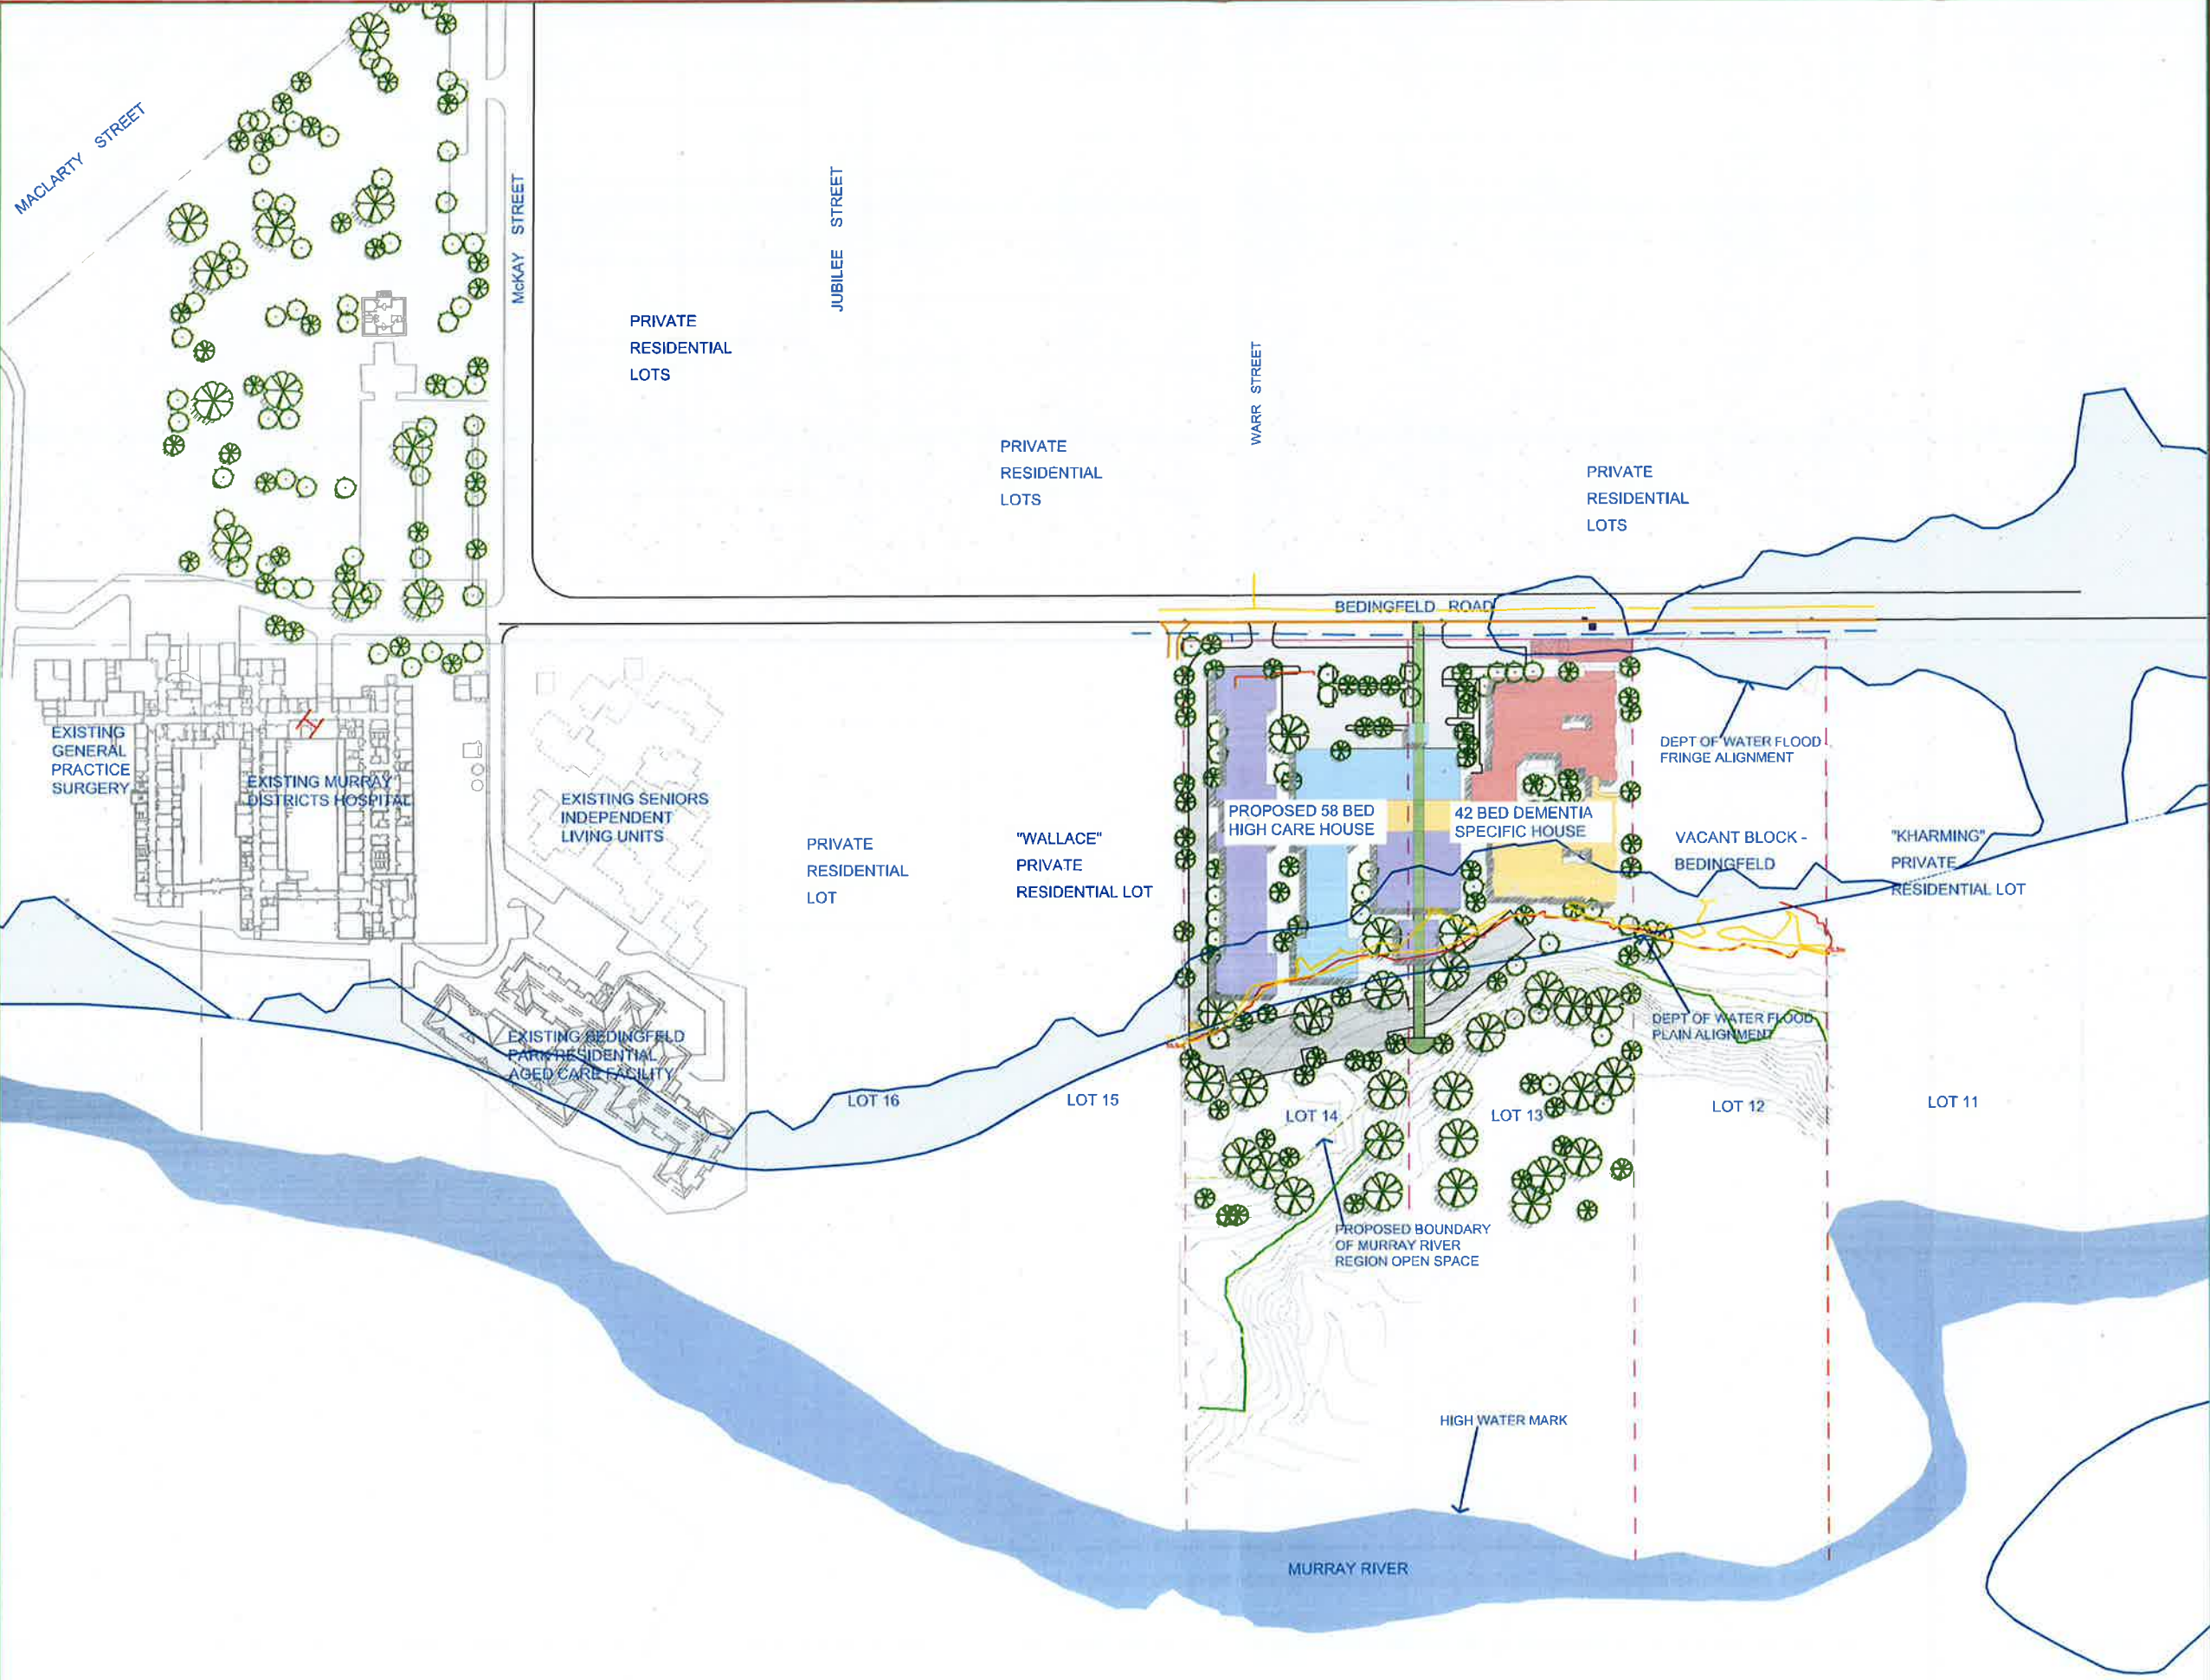 MACLARTY STREET
McKAY STREET
JUBILEE STREET
WARR STREET
PRIVATE
RESIDENTIAL
LOTS
PRIVATE
RESIDENTIAL
LOTS
PRIVATE
RESIDENTIAL
LOTS
BEDINGFELD ROAD
EXISTING
GENERAL
PRACTICE
SURGERY
EXISTING MURRAY
DISTRICTS HOSPITAL
EXISTING SENIORS
INDEPENDENT
LIVING UNITS
PRIVATE
RESIDENTIAL
LOT
"WALLACE"
PRIVATE
RESIDENTIAL LOT
PROPOSED 58 BED
HIGH CARE HOUSE
42 BED DEMENTIA
SPECIFIC HOUSE
DEPT OF WATER FLOOD
FRINGE ALIGNMENT
VACANT BLOCK -
BEDINGFELD
"KHARMING"
PRIVATE
RESIDENTIAL LOT
EXISTING BEDINGFELD
PARK RESIDENTIAL
AGED CARE FACILITY
DEPT OF WATER FLOOD
PLAIN ALIGNMENT
LOT 16
LOT 15
LOT 14
LOT 13
LOT 12
LOT 11
PROPOSED BOUNDARY
OF MURRAY RIVER
REGION OPEN SPACE
HIGH WATER MARK
MURRAY RIVER